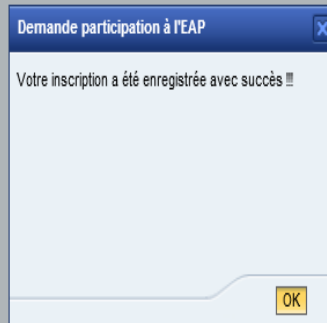 Demande participation à l'EAP
Votre inscription a été enregistrée avec succès !!!
OK